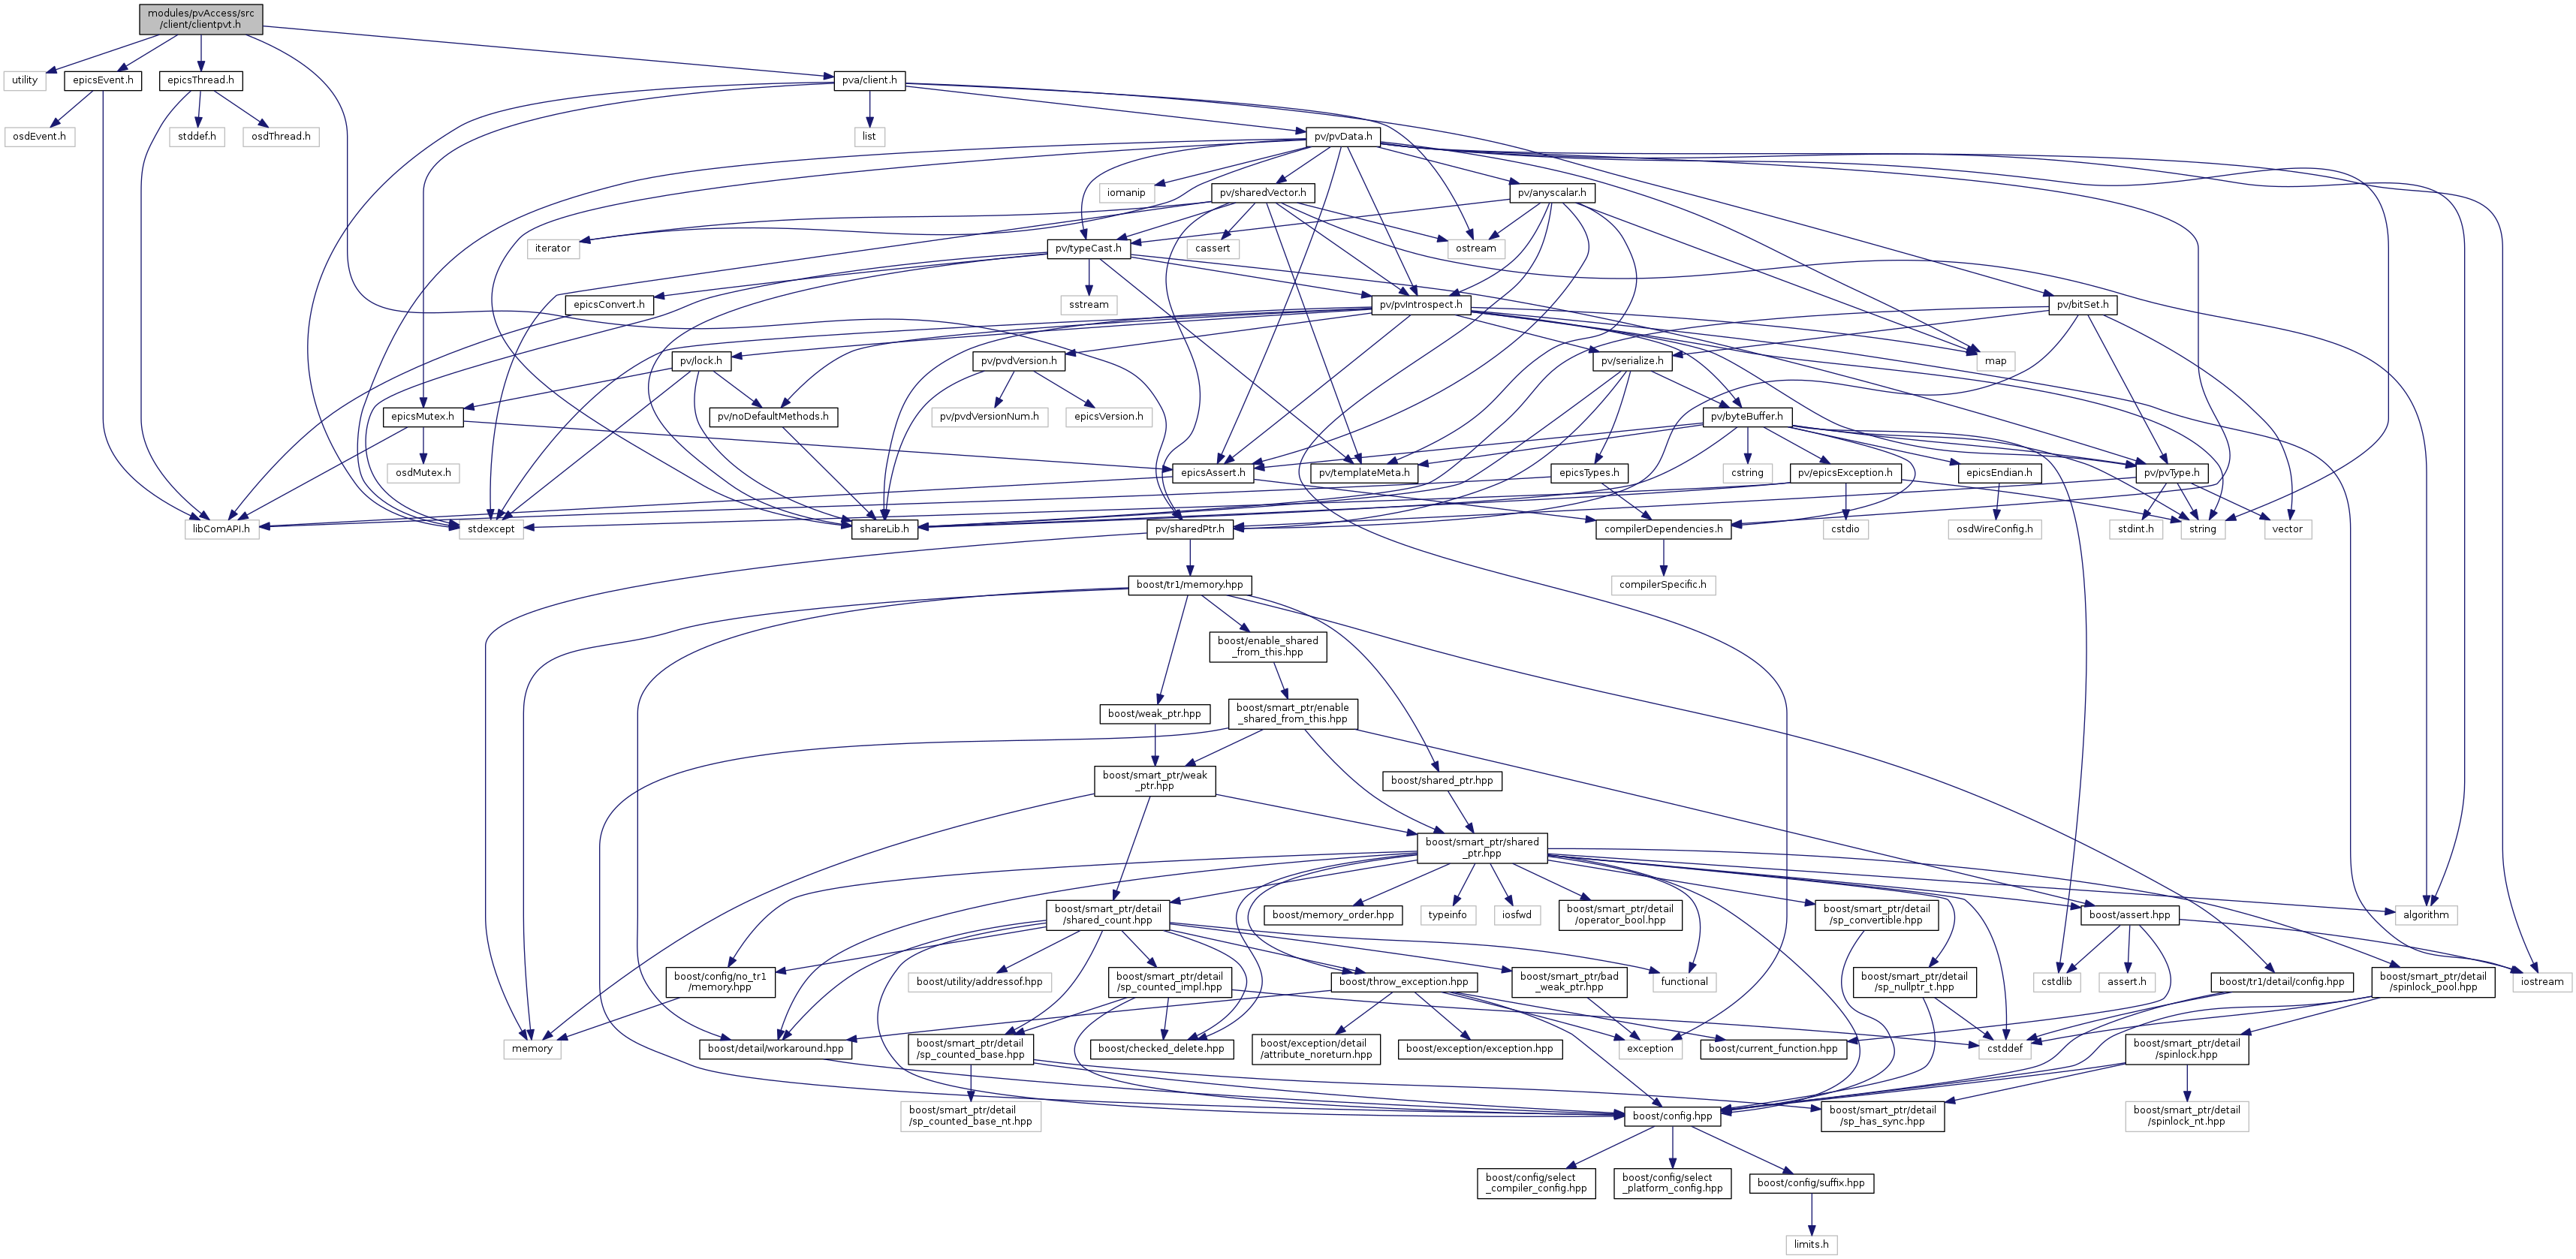 modules/pvAccess/src
/client/clientpvt.h
utility
epicsEvent.h
epicsThread.h
pva/client.h
osdEvent.h
stddef.h
osdThread.h
list
pv/pvData.h
iomanip
pv/sharedVector.h
pv/anyscalar.h
iterator
pv/typeCast.h
cassert
ostream
epicsConvert.h
sstream
pv/pvIntrospect.h
pv/bitSet.h
pv/lock.h
pv/pvdVersion.h
pv/serialize.h
map
epicsMutex.h
pv/noDefaultMethods.h
pv/pvdVersionNum.h
epicsVersion.h
pv/byteBuffer.h
osdMutex.h
epicsAssert.h
pv/templateMeta.h
epicsTypes.h
cstring
pv/epicsException.h
epicsEndian.h
pv/pvType.h
libComAPI.h
stdexcept
shareLib.h
pv/sharedPtr.h
compilerDependencies.h
cstdio
osdWireConfig.h
stdint.h
string
vector
boost/tr1/memory.hpp
compilerSpecific.h
boost/enable_shared
_from_this.hpp
boost/weak_ptr.hpp
boost/smart_ptr/enable
_shared_from_this.hpp
boost/smart_ptr/weak
_ptr.hpp
boost/shared_ptr.hpp
boost/smart_ptr/shared
_ptr.hpp
boost/smart_ptr/detail
/shared_count.hpp
boost/memory_order.hpp
typeinfo
iosfwd
boost/smart_ptr/detail
/operator_bool.hpp
boost/smart_ptr/detail
/sp_convertible.hpp
boost/assert.hpp
algorithm
boost/config/no_tr1
/memory.hpp
boost/utility/addressof.hpp
boost/smart_ptr/detail
/sp_counted_impl.hpp
boost/throw_exception.hpp
boost/smart_ptr/bad
_weak_ptr.hpp
functional
boost/smart_ptr/detail
/sp_nullptr_t.hpp
cstdlib
assert.h
boost/tr1/detail/config.hpp
boost/smart_ptr/detail
/spinlock_pool.hpp
iostream
memory
boost/detail/workaround.hpp
boost/smart_ptr/detail
/sp_counted_base.hpp
boost/checked_delete.hpp
boost/exception/detail
/attribute_noreturn.hpp
boost/exception/exception.hpp
exception
boost/current_function.hpp
cstddef
boost/smart_ptr/detail
/spinlock.hpp
boost/smart_ptr/detail
/sp_counted_base_nt.hpp
boost/config.hpp
boost/smart_ptr/detail
/sp_has_sync.hpp
boost/smart_ptr/detail
/spinlock_nt.hpp
boost/config/select
_compiler_config.hpp
boost/config/select
_platform_config.hpp
boost/config/suffix.hpp
limits.h